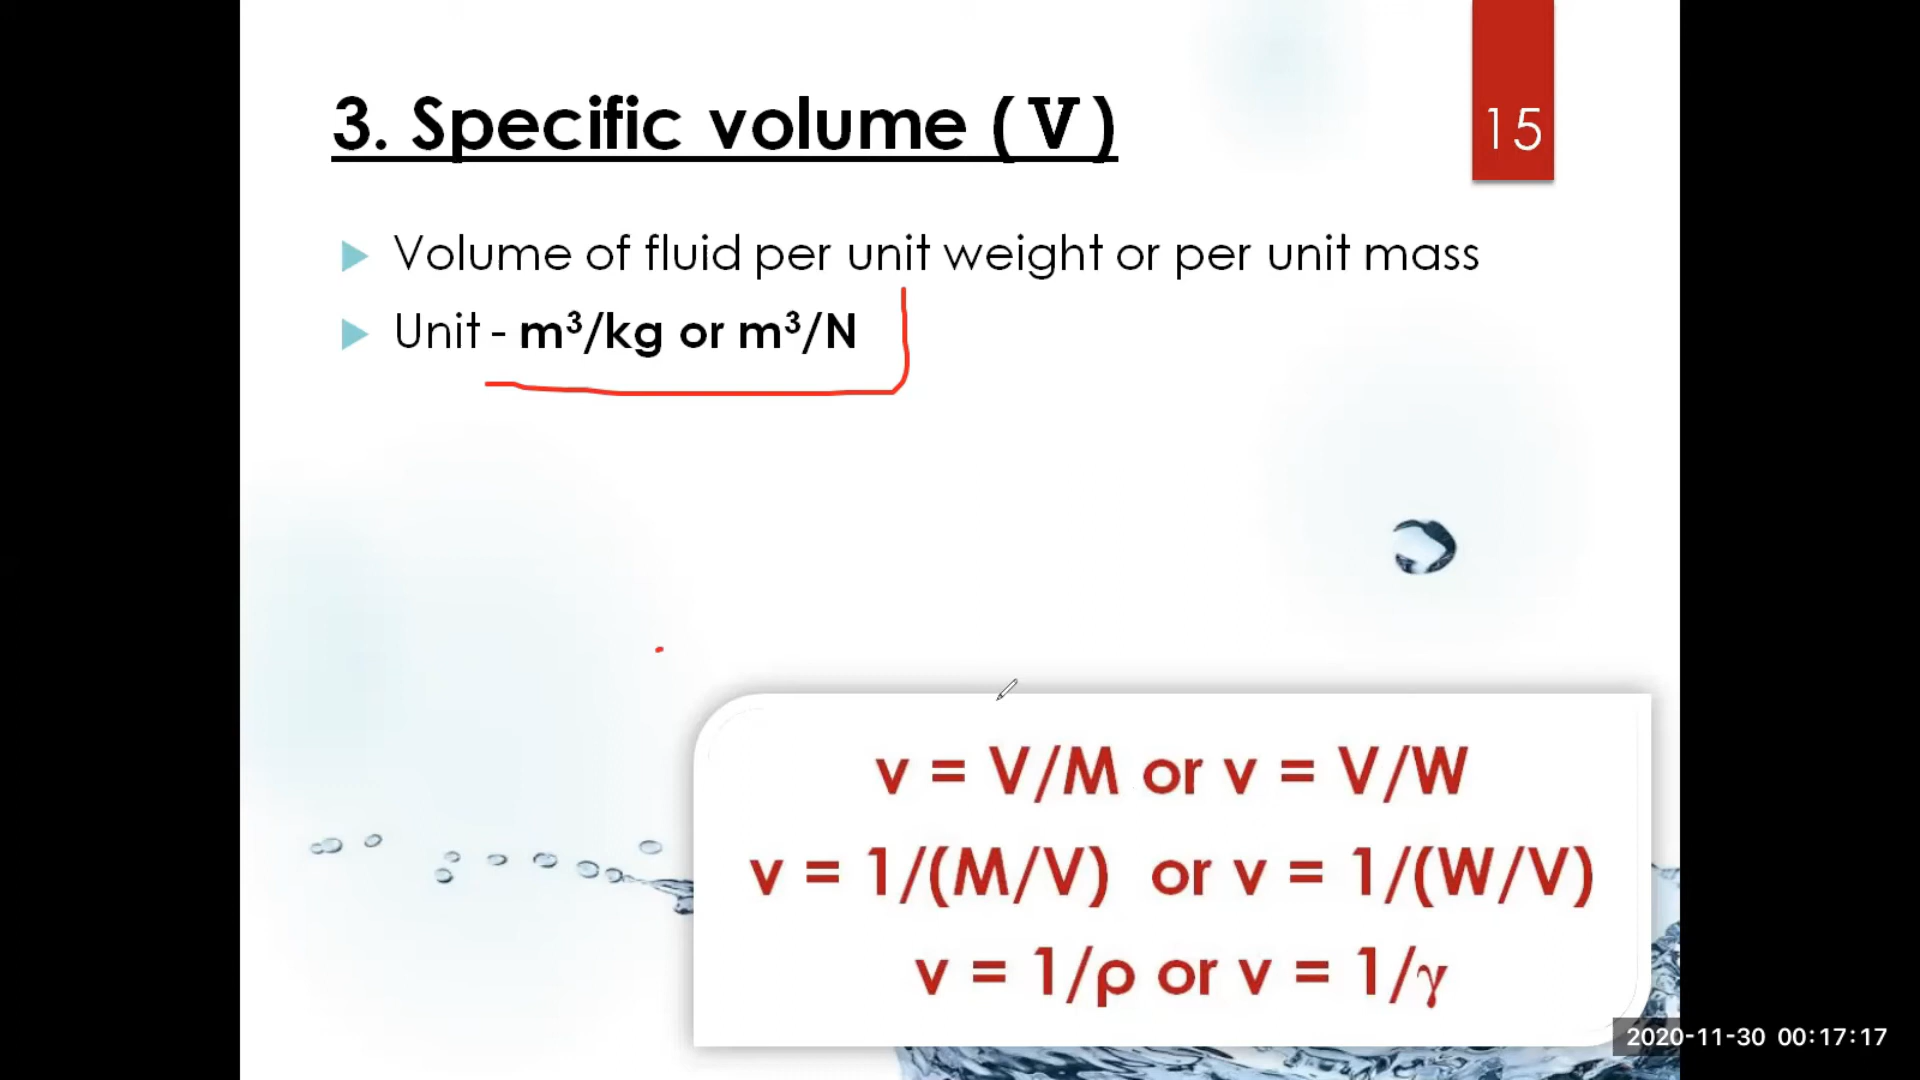 3. Specific volume (V)
15
Volume of fluid per unit weight or per unit mass
Unit - m³/kg or m³/N
v = V/M or v = V/W
v = 1/(M/V) or v = 1/(W/V)
v = 1/ρ or v = 1/γ
2020-11-30 00:17:17